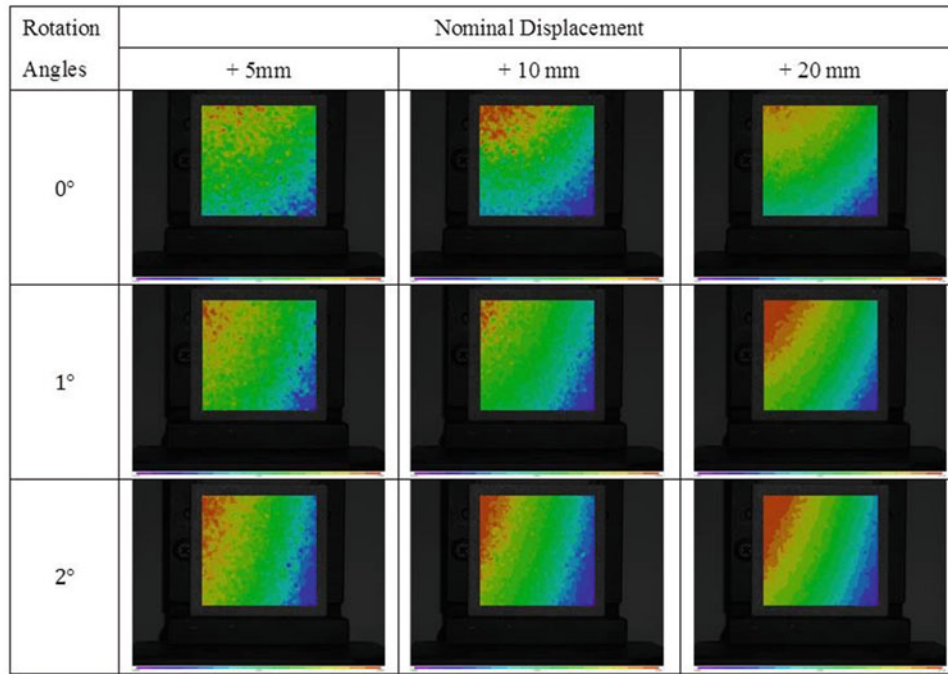 Rotation Angles
Nominal Displacement
+ 5mm
+ 10 mm
+ 20 mm
0°
1°
2°